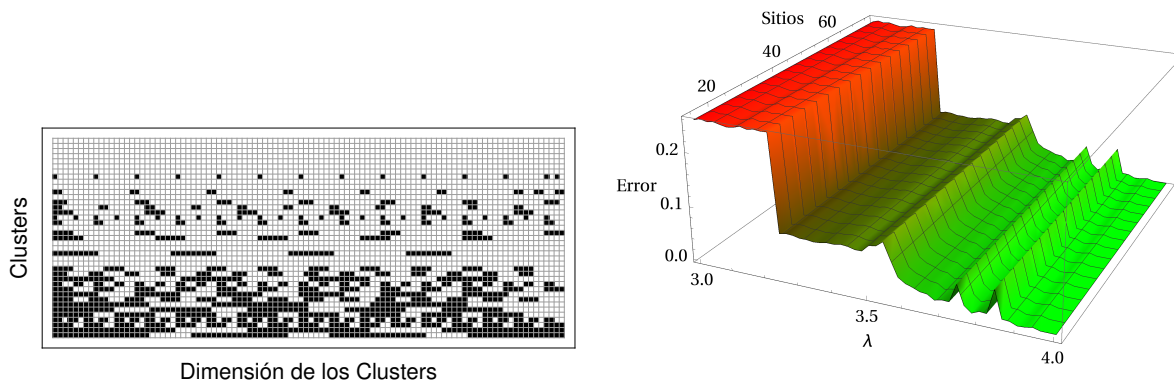 Clusters
Dimensión de los Clusters
Sitios
20
40
60
Error
0.2
0.1
0.0
3.0
3.5
4.0
λ